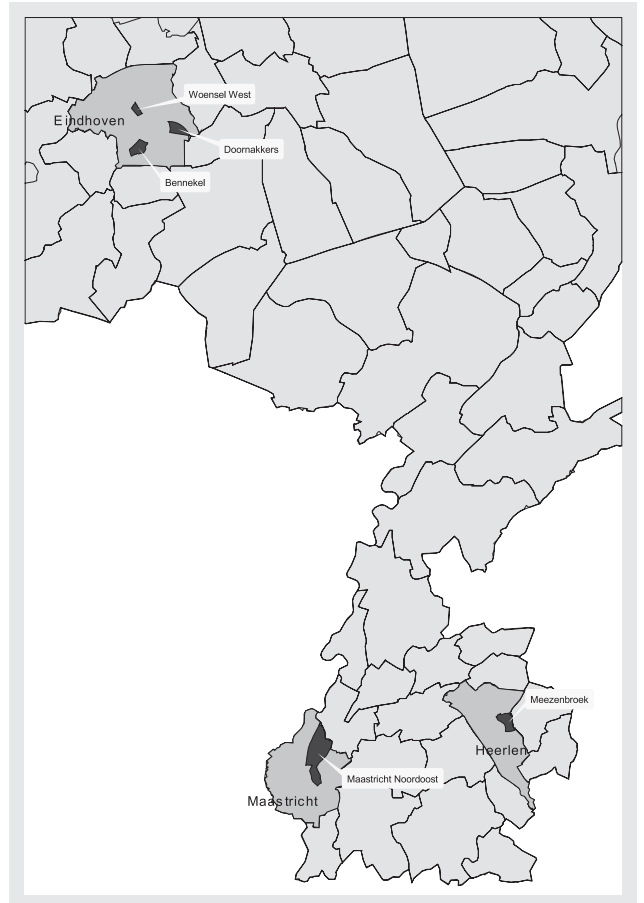 Woensel West
Eindhoven
Doornakkers
Bennekel
Meezenbroek
Heerlen
Maastricht Noordoost
Maastricht